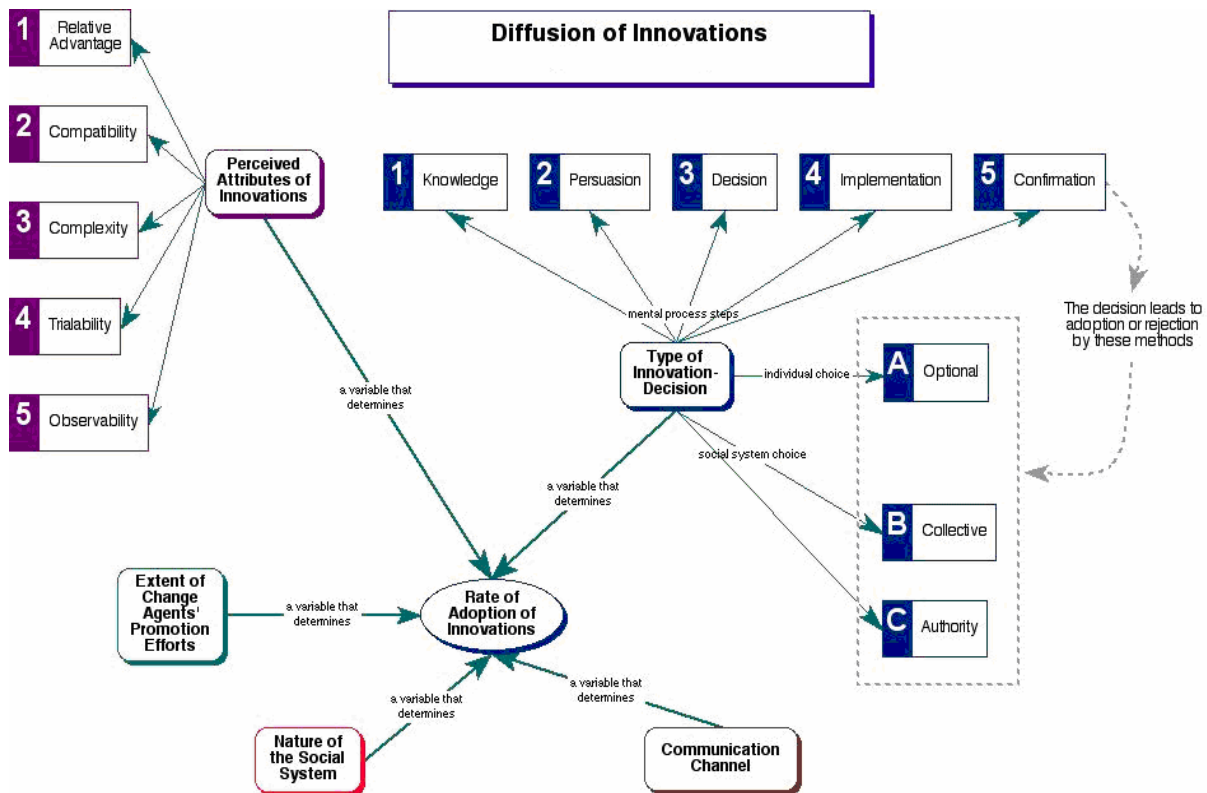 Diffusion of Innovations
1
Relative
Advantage
2
Compatibility
3
Complexity
4
Trialability
5
Observability
Perceived
Attributes of
Innovations
1
Knowledge
2
Persuasion
3
Decision
4
Implementation
5
Confirmation
mental process steps
The decision leads to
adoption or rejection
by these methods
Type of
Innovation-
Decision
individual choice
A
Optional
social system choice
B
Collective
C
Authority
a variable that
determines
a variable that
determines
Extent of
Change
Agents'
Promotion
Efforts
a variable that
determines
Rate of
Adoption of
Innovations
a variable that
determines
a variable that
determines
Nature of
the Social
System
Communication
Channel